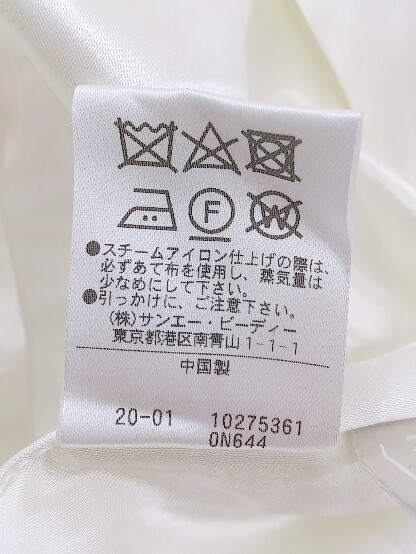 F
W
●スチームアイロン仕上げの際は、
必ずあて布を使用し、蒸気量は
少なめにして下さい。
●引っかけに、ご注意下さい。
(株)サンエー・ビーディー
東京都港区南青山1-1-1
中国製
20-01 10275361
0N644